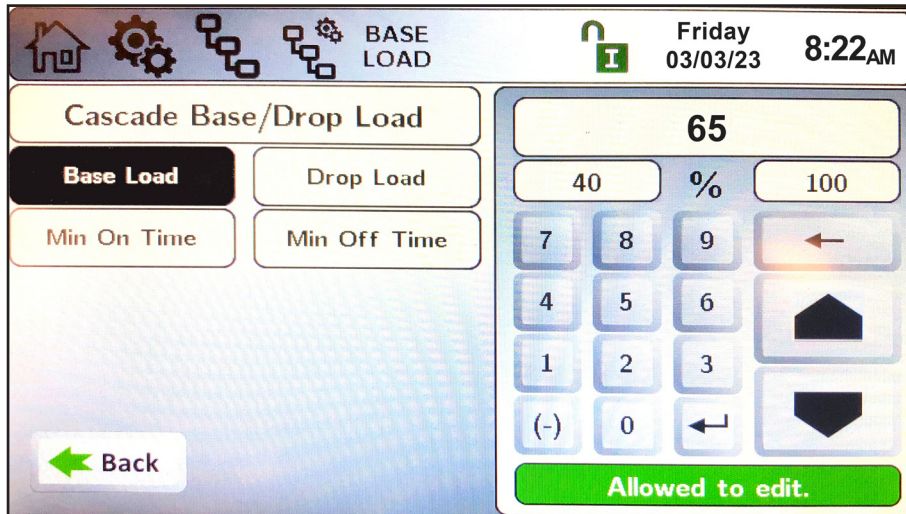 BASE
LOAD
I
Friday
03/03/23
8:22AM
Cascade Base/Drop Load
Base Load
Drop Load
Min On Time
Min Off Time
Back
65
40
%
100
7
8
9
4
5
6
1
2
3
(-)
0
Allowed to edit.